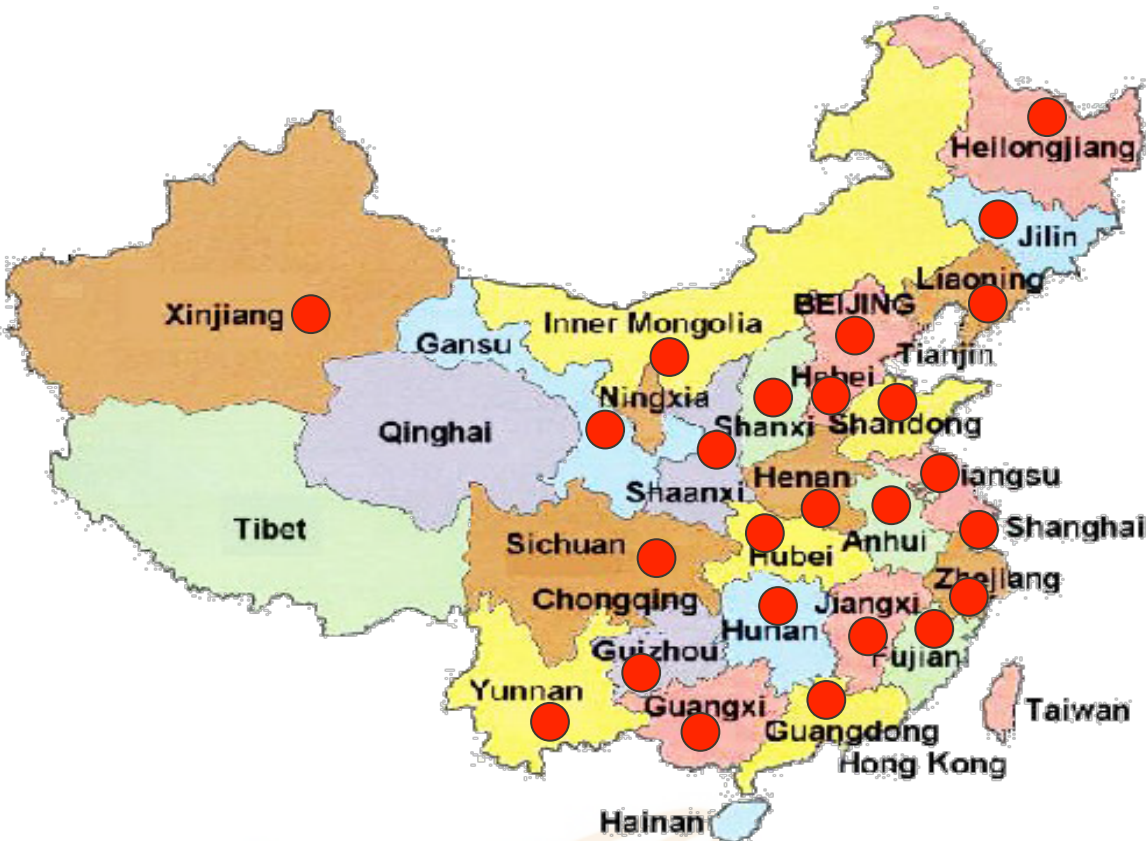 Heilongjiang
Jilin
Liaoning
BEIJING
Xinjiang
Inner Mongolia
Gansu
Tianjin
Hebei
Ningxia
Shanxi
Shandong
Qinghai
Henan
iangsu
Shaanxi
Tibet
Shanghai
Sichuan
Anhui
Hubei
Zhejiang
Chongqing
Jiangxi
Hunan
Guizhou
Fujian
Yunnan
Guangxi
Taiwan
Guangdong
Hong Kong
Hainan